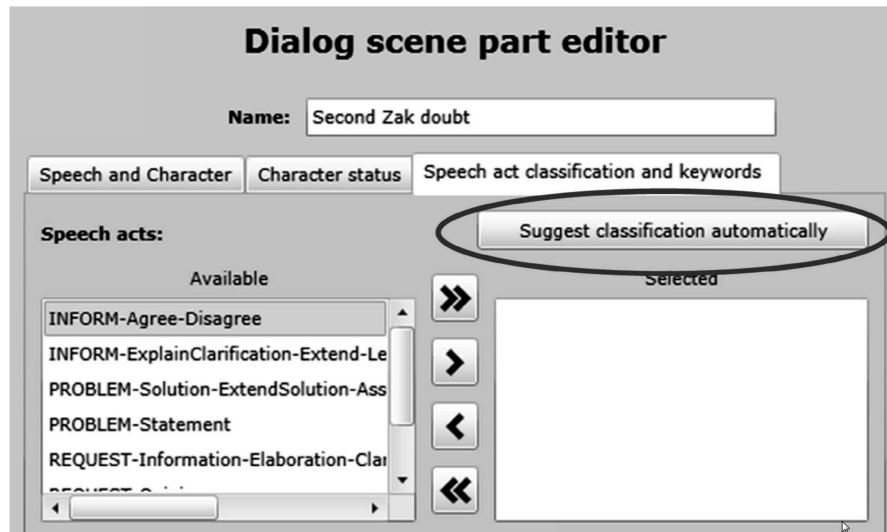 Dialog scene part editor
Name: Second Zak doubt
Speech and Character Character status Speech act classification and keywords
Speech acts: Suggest classification automatically
Available Selected
INFORM-Agree-Disagree
INFORM-ExplainClarification-Extend-Le
PROBLEM-Solution-ExtendSolution-Ass
PROBLEM-Statement
REQUEST-Information-Elaboration-Clar